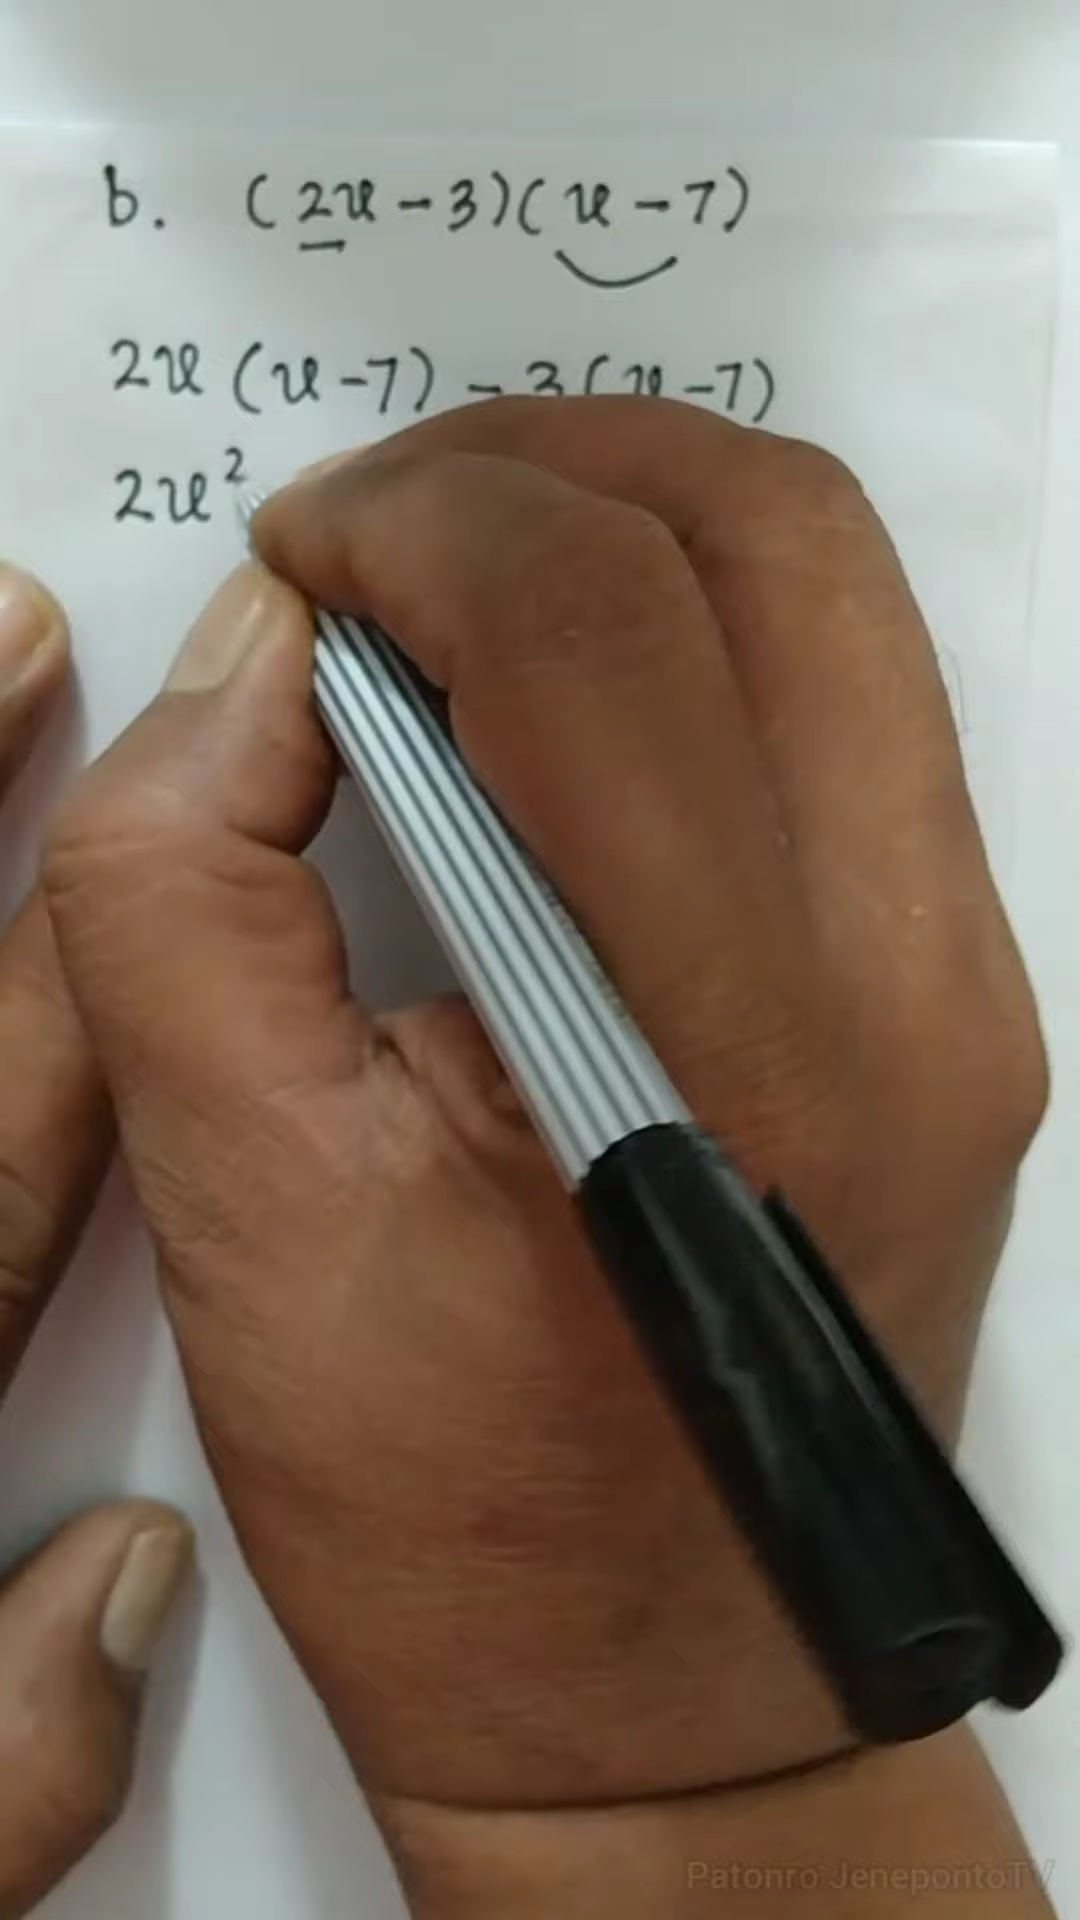 b. (2x - 3)(x - 7)
2x (x - 7) - 3(x - 7)
2x²
Patonro JenepontoTV